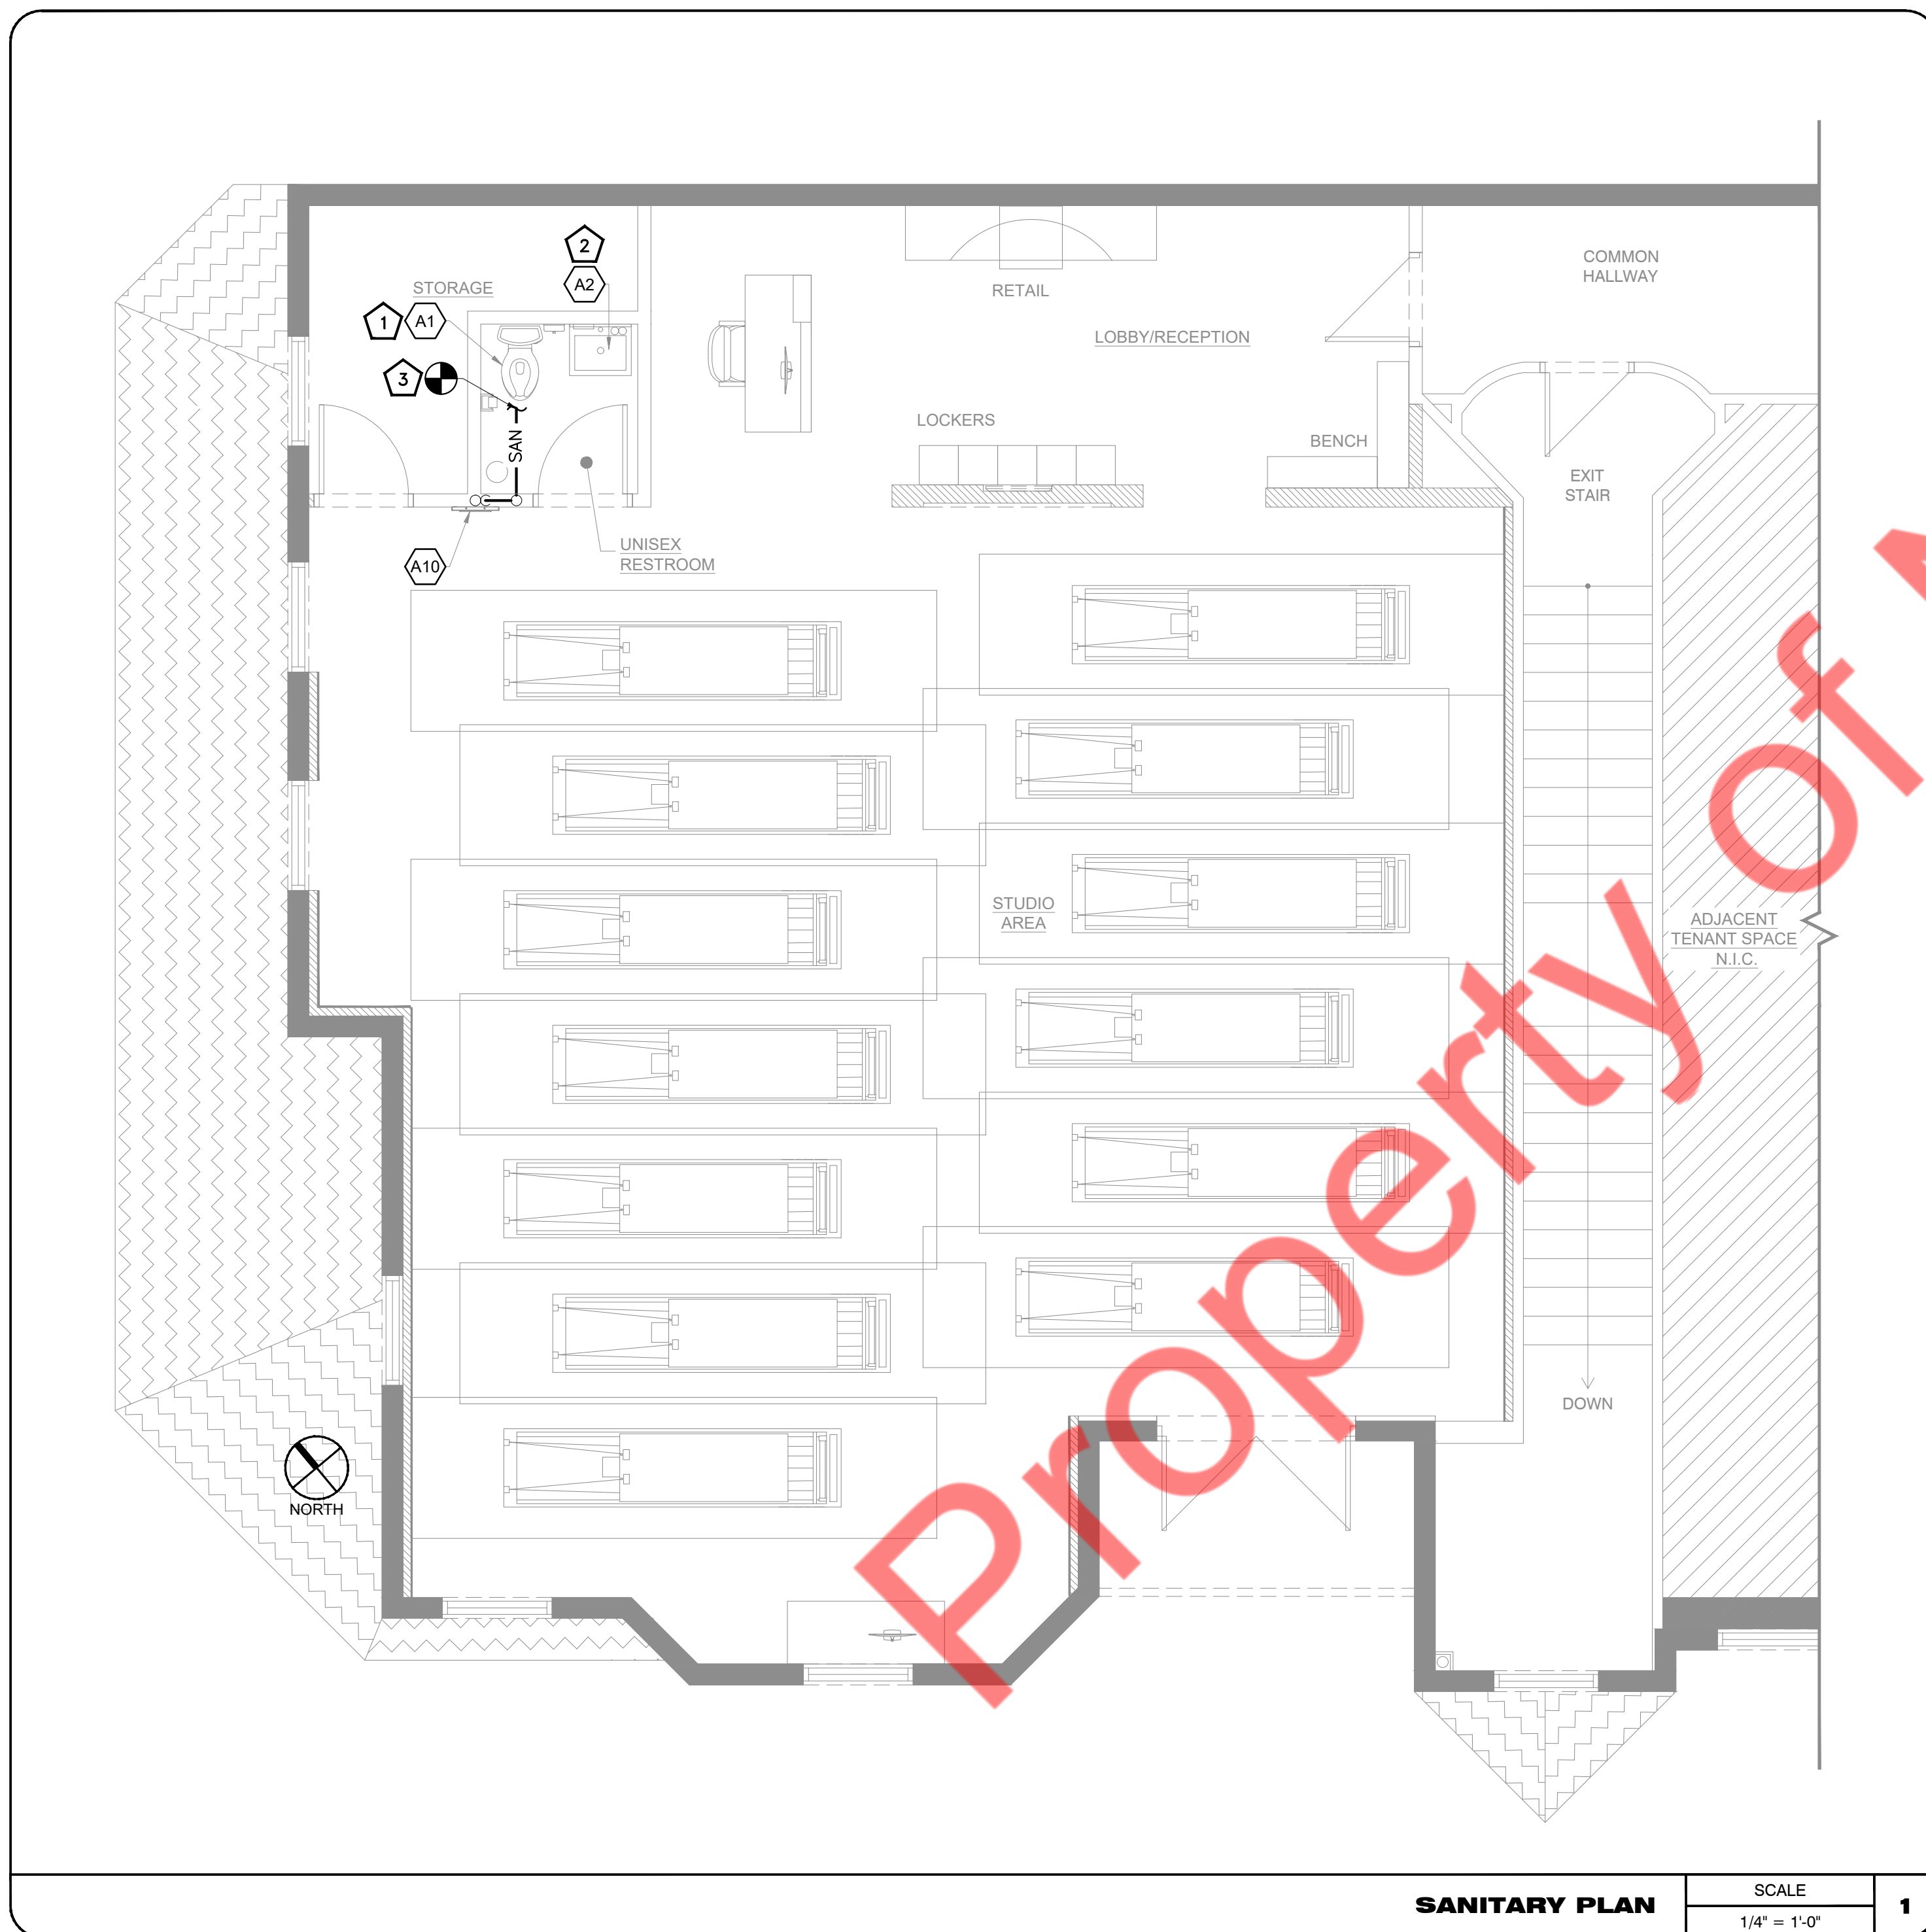 2
STORAGE
A2
1
A1
3
SAN
A10
UNISEX
RESTROOM
RETAIL
LOBBY/RECEPTION
LOCKERS
BENCH
COMMON
HALLWAY
EXIT
STAIR
STUDIO
AREA
ADJACENT
TENANT SPACE
N.I.C.
DOWN
NORTH
Property of
SANITARY PLAN
SCALE
1/4" = 1'-0"
1